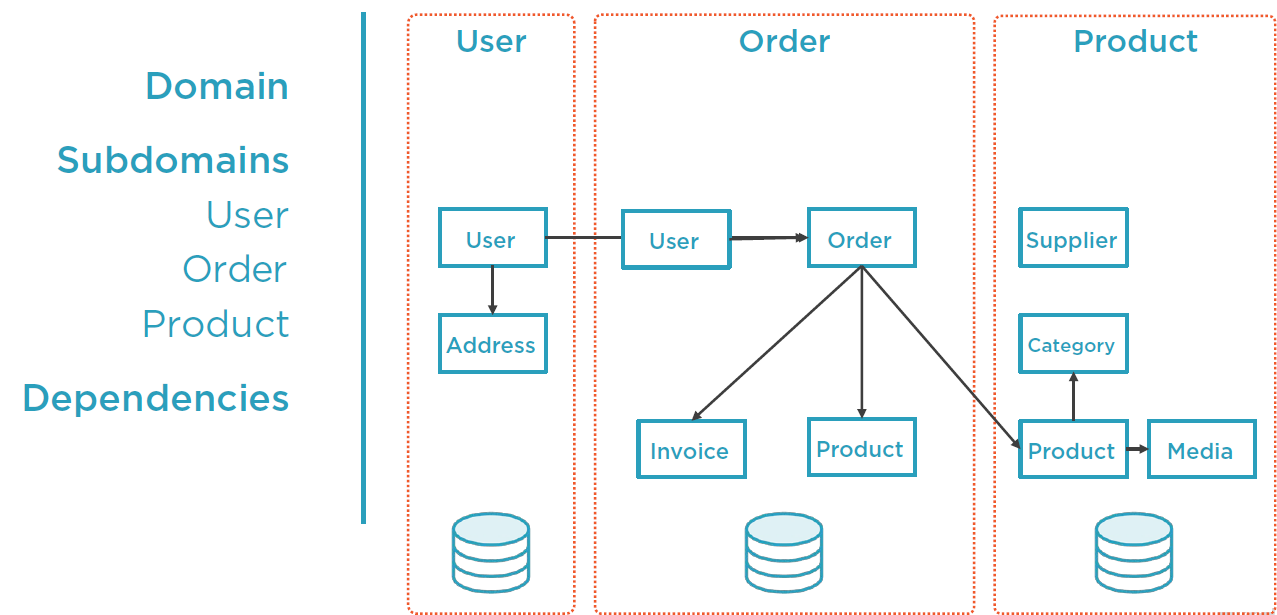 Domain
Subdomains
User
Order
Product
Dependencies
User
Order
Product
User
User
Order
Supplier
Address
Category
Invoice
Product
Product
Media